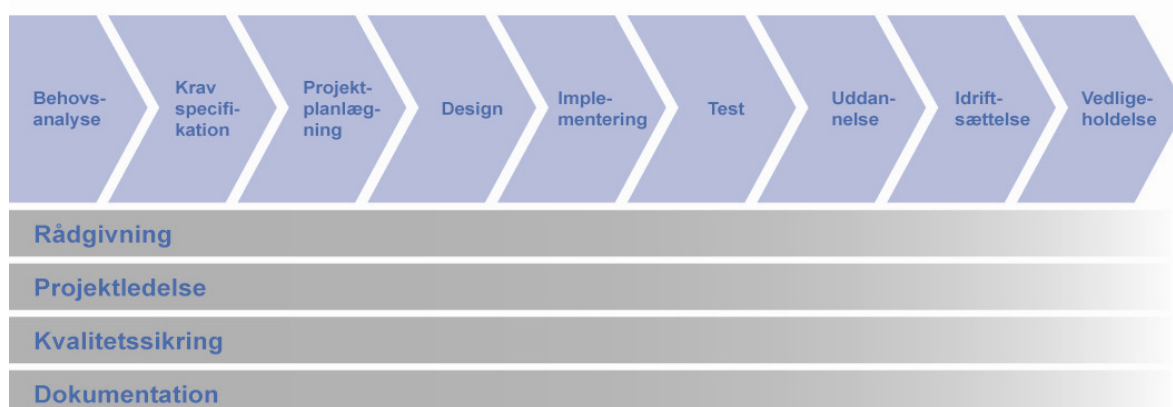 Behovs-
analyse
Krav
specifi-
kation
Projekt-
planlæg-
ning
Design
Imple-
mentering
Test
Uddan-
nelse
Idrift-
sættelse
Vedlige-
holdelse
Rådgivning
Projektledelse
Kvalitetssikring
Dokumentation